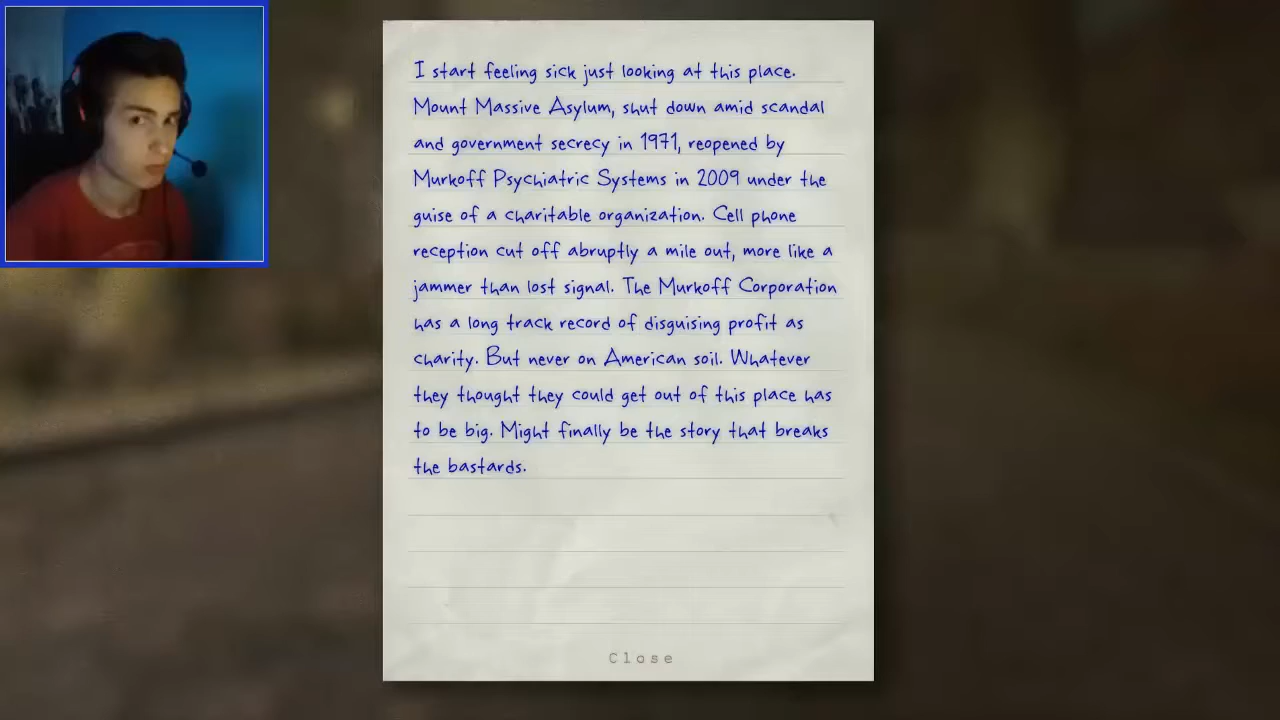 I start feeling sick just looking at this place.
Mount Massive Asylum, shut down amid scandal
and government secrecy in 1971, reopened by
Murkoff Psychiatric Systems in 2009 under the
guise of a charitable organization. Cell phone
reception cut off abruptly a mile out, more like a
jammer than lost signal. The Murkoff Corporation
has a long track record of disguising profit as
charity. But never on American soil. Whatever
they thought they could get out of this place has
to be big. Might finally be the story that breaks
the bastards.
Close